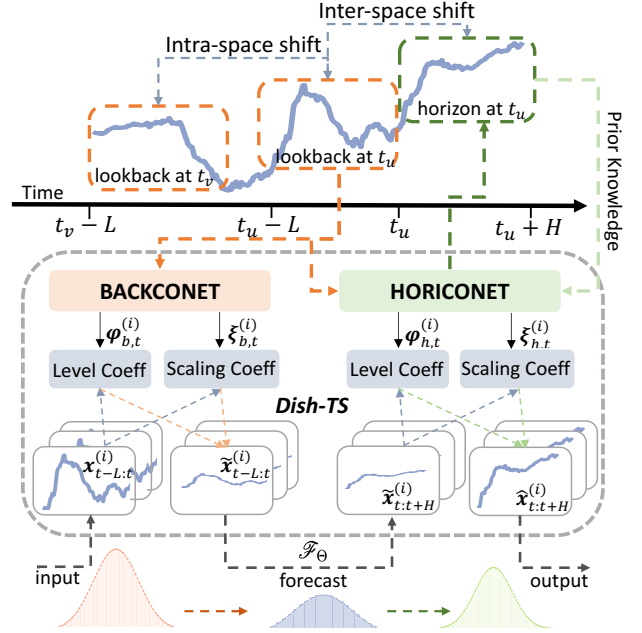 Inter-space shift
Intra-space shift
lookback at t_v
lookback at t_u
horizon at t_u
Prior Knowledge
Time
t_v − L
t_u − L
t_u
t_u + H
BACKCONET
HORICONET
φ_{b,t}^{(i)}
ξ_{b,t}^{(i)}
φ_{h,t}^{(i)}
ξ_{h,t}^{(i)}
Level Coeff
Scaling Coeff
Level Coeff
Scaling Coeff
Dish-TS
x_{t−L:t}^{(i)}
x̃_{t−L:t}^{(i)}
x̃_{t:t+H}^{(i)}
x̂_{t:t+H}^{(i)}
ℱ_Θ
input
forecast
output